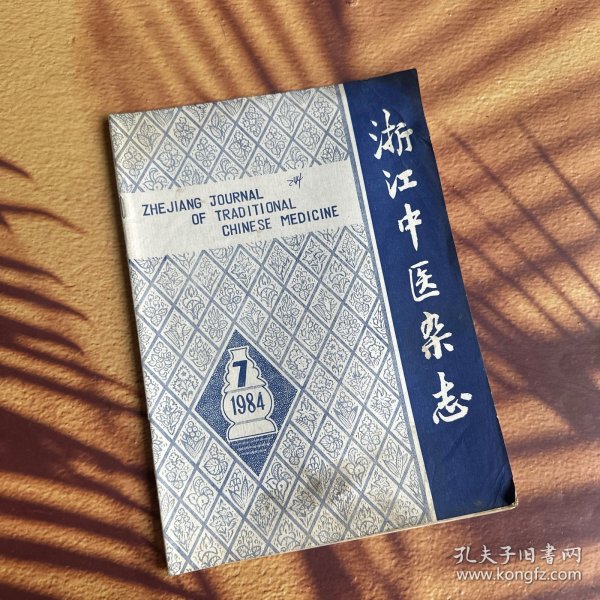 浙江中医杂志
ZHEJIANG JOURNAL
OF TRADITIONAL
CHINESE MEDICINE
7
1984
孔夫子旧書网
www.kongfz.com